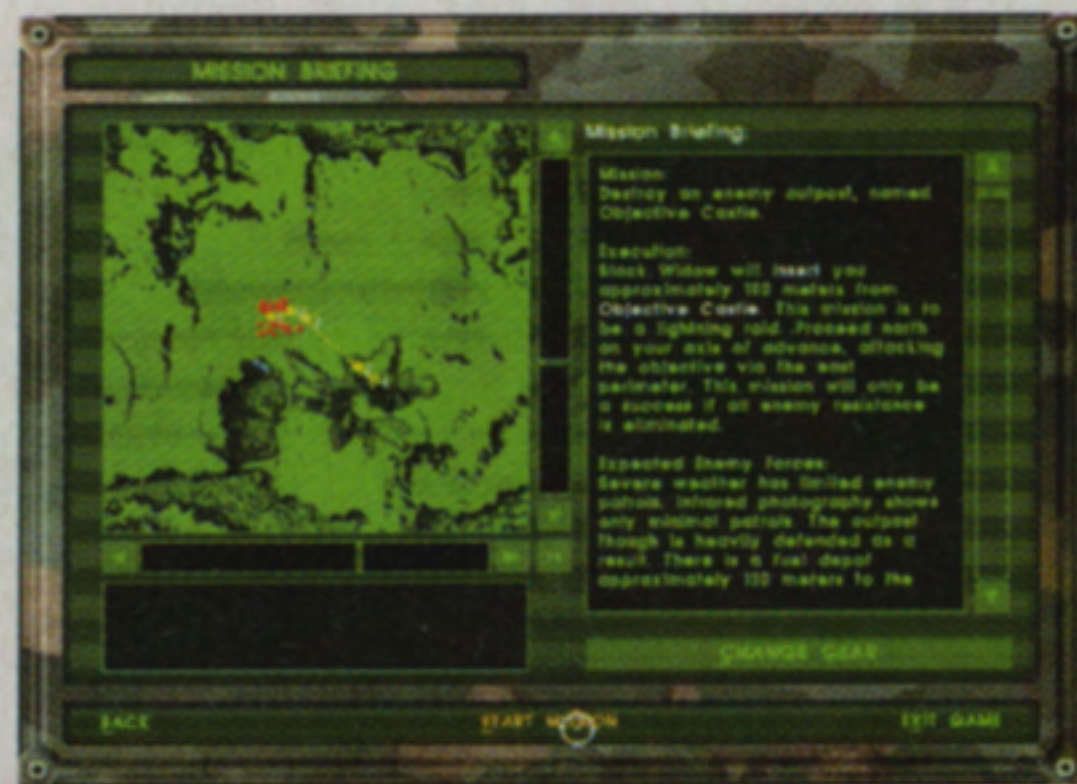 MISSION BRIEFING
Mission Briefing:
Mission:
Destroy an enemy outpost, named
Objective Castle.
Execution:
Black Widow will insert you
approximately meters from
Objective Castle. This mission is to
be a lightning raid. Proceed north
on your axis of advance, attacking
the objective via the east
perimeter. This mission will only be
a success if all enemy resistance
is eliminated.
Expected Enemy Forces:
Severe weather has limited enemy
patrols. Infrared photography shows
only minimal patrols. The outpost
though is heavily defended as a
result. There is a fuel depot
approximately meters to the
CHANGE GEAR
BACK
START MISSION
EXIT GAME